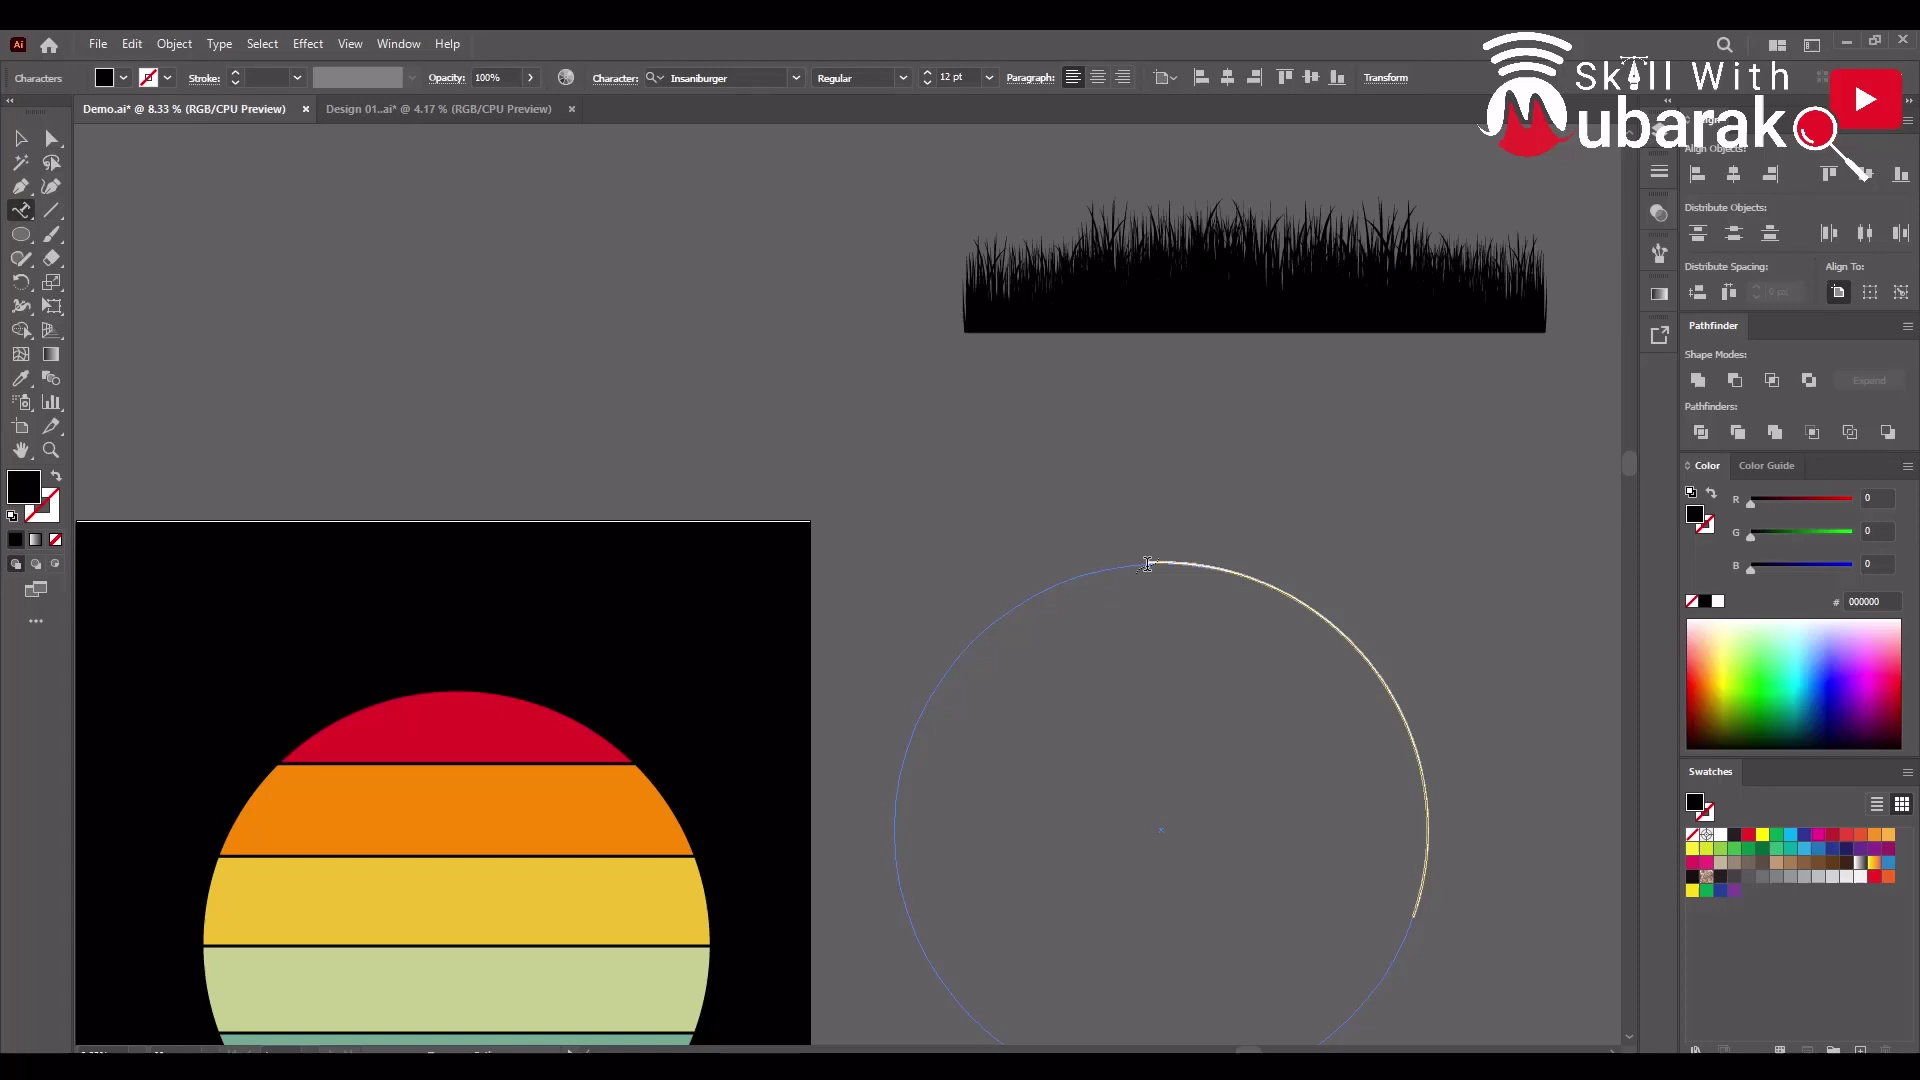 Ai File Edit Object Type Select Effect View Window Help
Skill With
Mubarak
Characters Stroke: Opacity: 100% Character: Insaniburger Regular 12 pt Paragraph: Transform
Demo.ai* @ 8.33 % (RGB/CPU Preview) × Design 01..ai* @ 4.17 % (RGB/CPU Preview) ×
Align Objects:
Distribute Objects:
Distribute Spacing: Align To:
0 px
Pathfinder
Shape Modes:
Expand
Pathfinders:
Color Color Guide
R 0
G 0
B 0
# 000000
Swatches